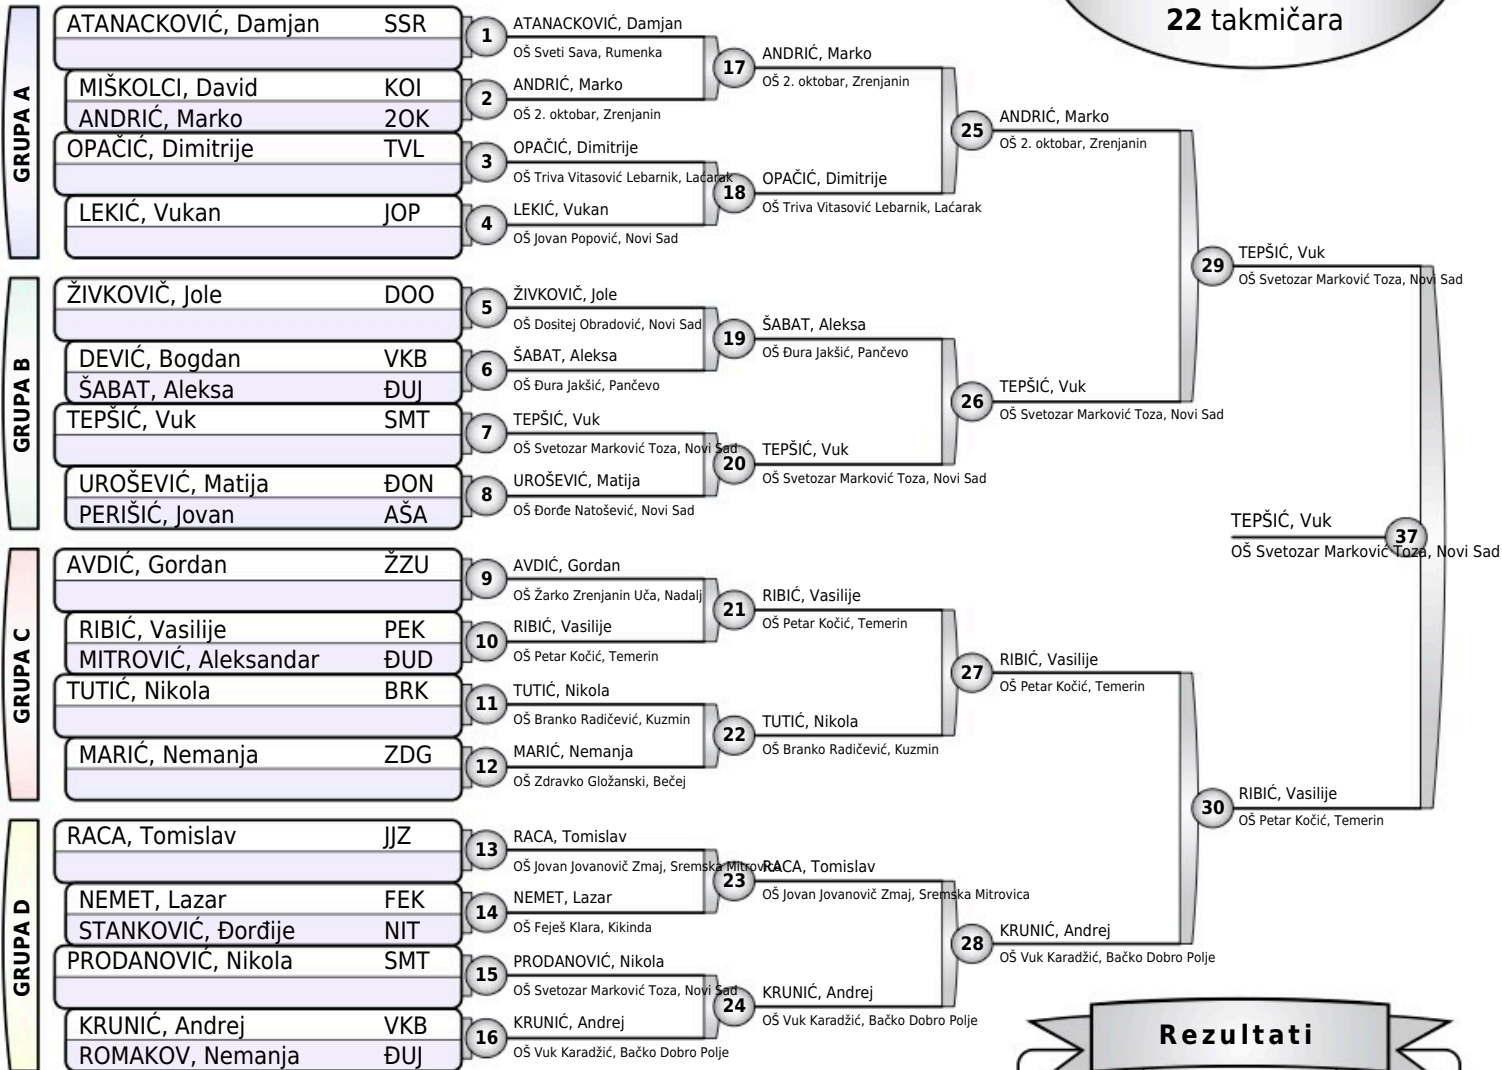 22 takmičara
GRUPA A
ATANACKOVIĆ, Damjan SSR
MIŠKOLCI, David KOI
ANDRIĆ, Marko 2OK
OPAČIĆ, Dimitrije TVL
LEKIĆ, Vukan JOP
GRUPA B
ŽIVKOVIČ, Jole DOO
DEVIĆ, Bogdan VKB
ŠABAT, Aleksa ĐUJ
TEPŠIĆ, Vuk SMT
UROŠEVIĆ, Matija ĐON
PERIŠIĆ, Jovan AŠA
GRUPA C
AVDIĆ, Gordan ŽZU
RIBIĆ, Vasilije PEK
MITROVIĆ, Aleksandar ĐUD
TUTIĆ, Nikola BRK
MARIĆ, Nemanja ZDG
GRUPA D
RACA, Tomislav JJZ
NEMET, Lazar FEK
STANKOVIĆ, Đorđije NIT
PRODANOVIĆ, Nikola SMT
KRUNIĆ, Andrej VKB
ROMAKOV, Nemanja ĐUJ
1 ATANACKOVIĆ, Damjan
OŠ Sveti Sava, Rumenka
2 ANDRIĆ, Marko
OŠ 2. oktobar, Zrenjanin
3 OPAČIĆ, Dimitrije
OŠ Triva Vitasović Lebarnik, Laćarak
4 LEKIĆ, Vukan
OŠ Jovan Popović, Novi Sad
5 ŽIVKOVIČ, Jole
OŠ Dositej Obradović, Novi Sad
6 ŠABAT, Aleksa
OŠ Đura Jakšić, Pančevo
7 TEPŠIĆ, Vuk
OŠ Svetozar Marković Toza, Novi Sad
8 UROŠEVIĆ, Matija
OŠ Đorđe Natošević, Novi Sad
9 AVDIĆ, Gordan
OŠ Žarko Zrenjanin Uča, Nadalj
10 RIBIĆ, Vasilije
OŠ Petar Kočić, Temerin
11 TUTIĆ, Nikola
OŠ Branko Radičević, Kuzmin
12 MARIĆ, Nemanja
OŠ Zdravko Gložanski, Bečej
13 RACA, Tomislav
OŠ Jovan Jovanovič Zmaj, Sremska Mitrovica
14 NEMET, Lazar
OŠ Feješ Klara, Kikinda
15 PRODANOVIĆ, Nikola
OŠ Svetozar Marković Toza, Novi Sad
16 KRUNIĆ, Andrej
OŠ Vuk Karadžić, Bačko Dobro Polje
17 ANDRIĆ, Marko
OŠ 2. oktobar, Zrenjanin
18 OPAČIĆ, Dimitrije
OŠ Triva Vitasović Lebarnik, Laćarak
19 ŠABAT, Aleksa
OŠ Đura Jakšić, Pančevo
20 TEPŠIĆ, Vuk
OŠ Svetozar Marković Toza, Novi Sad
21 RIBIĆ, Vasilije
OŠ Petar Kočić, Temerin
22 TUTIĆ, Nikola
OŠ Branko Radičević, Kuzmin
23 RACA, Tomislav
OŠ Jovan Jovanovič Zmaj, Sremska Mitrovica
24 KRUNIĆ, Andrej
OŠ Vuk Karadžić, Bačko Dobro Polje
25 ANDRIĆ, Marko
OŠ 2. oktobar, Zrenjanin
26 TEPŠIĆ, Vuk
OŠ Svetozar Marković Toza, Novi Sad
27 RIBIĆ, Vasilije
OŠ Petar Kočić, Temerin
28 KRUNIĆ, Andrej
OŠ Vuk Karadžić, Bačko Dobro Polje
29 TEPŠIĆ, Vuk
OŠ Svetozar Marković Toza, Novi Sad
30 RIBIĆ, Vasilije
OŠ Petar Kočić, Temerin
TEPŠIĆ, Vuk 37
OŠ Svetozar Marković Toza, Novi Sad
Rezultati